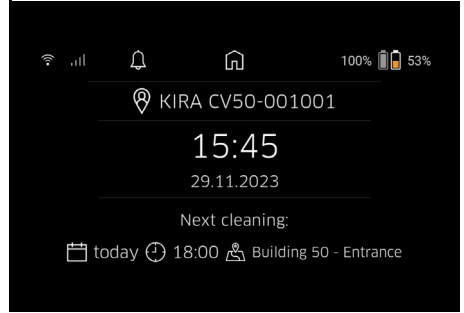 100% 53%
KIRA CV50-001001
15:45
29.11.2023
Next cleaning:
today 18:00 Building 50 - Entrance